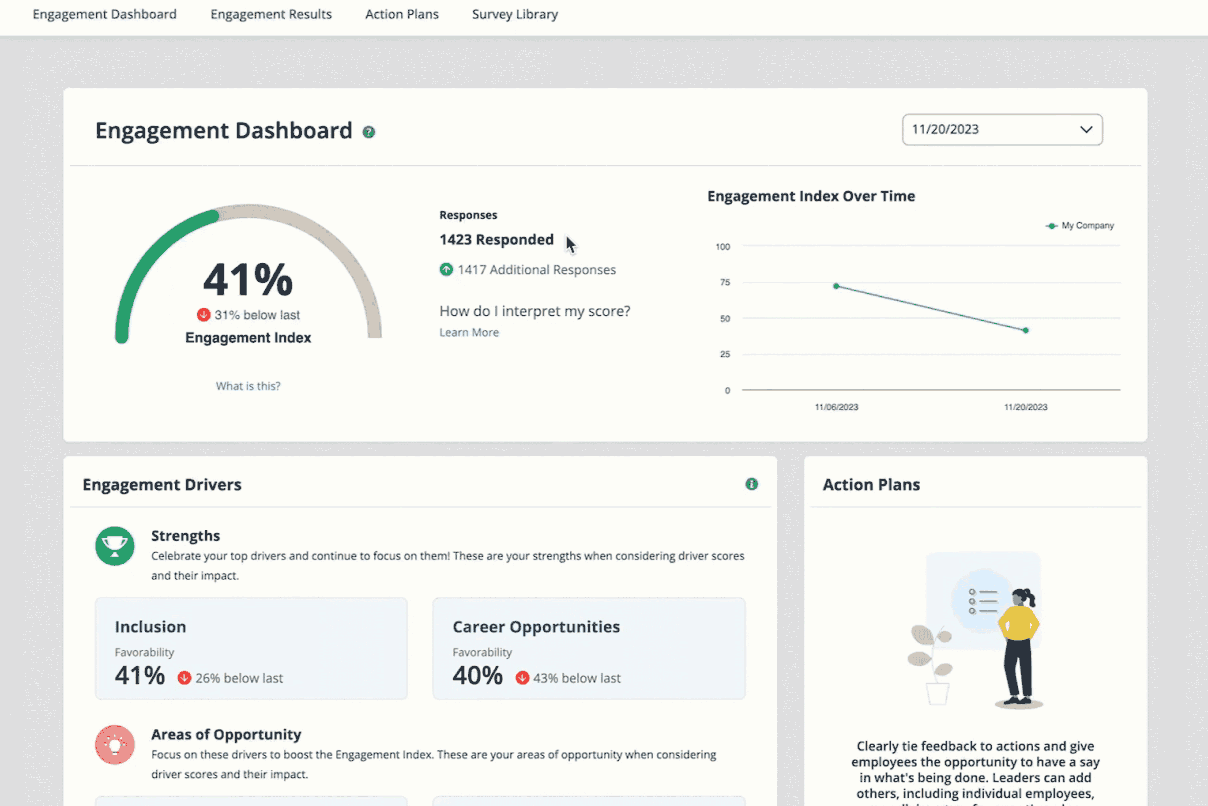 Engagement Dashboard
Engagement Results
Action Plans
Survey Library
Engagement Dashboard ?
11/20/2023
41%
31% below last
Engagement Index
What is this?
Responses
1423 Responded
1417 Additional Responses
How do I interpret my score?
Learn More
Engagement Index Over Time
My Company
100
75
50
25
0
11/06/2023
11/20/2023
Engagement Drivers
Strengths
Celebrate your top drivers and continue to focus on them! These are your strengths when considering driver scores
and their impact.
Inclusion
Favorability
41%
26% below last
Career Opportunities
Favorability
40%
43% below last
Areas of Opportunity
Focus on these drivers to boost the Engagement Index. These are your areas of opportunity when considering
driver scores and their impact.
Action Plans
Clearly tie feedback to actions and give
employees the opportunity to have a say
in what's being done. Leaders can add
others, including individual employees,